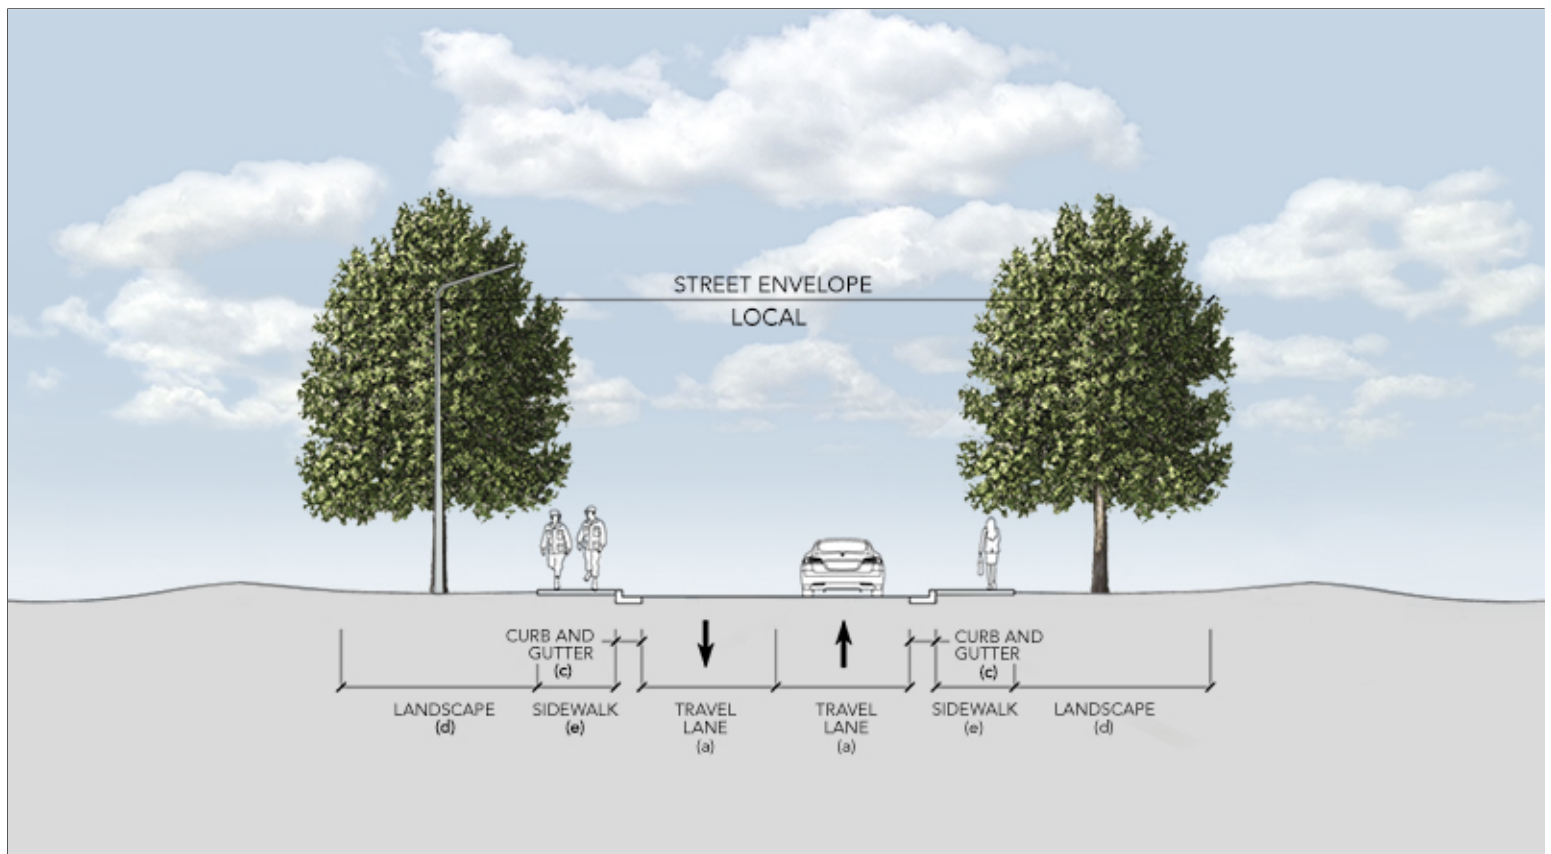 STREET ENVELOPE
LOCAL
CURB AND
GUTTER
(c)
CURB AND
GUTTER
(c)
LANDSCAPE
(d)
SIDEWALK
(e)
TRAVEL
LANE
(a)
TRAVEL
LANE
(a)
SIDEWALK
(e)
LANDSCAPE
(d)